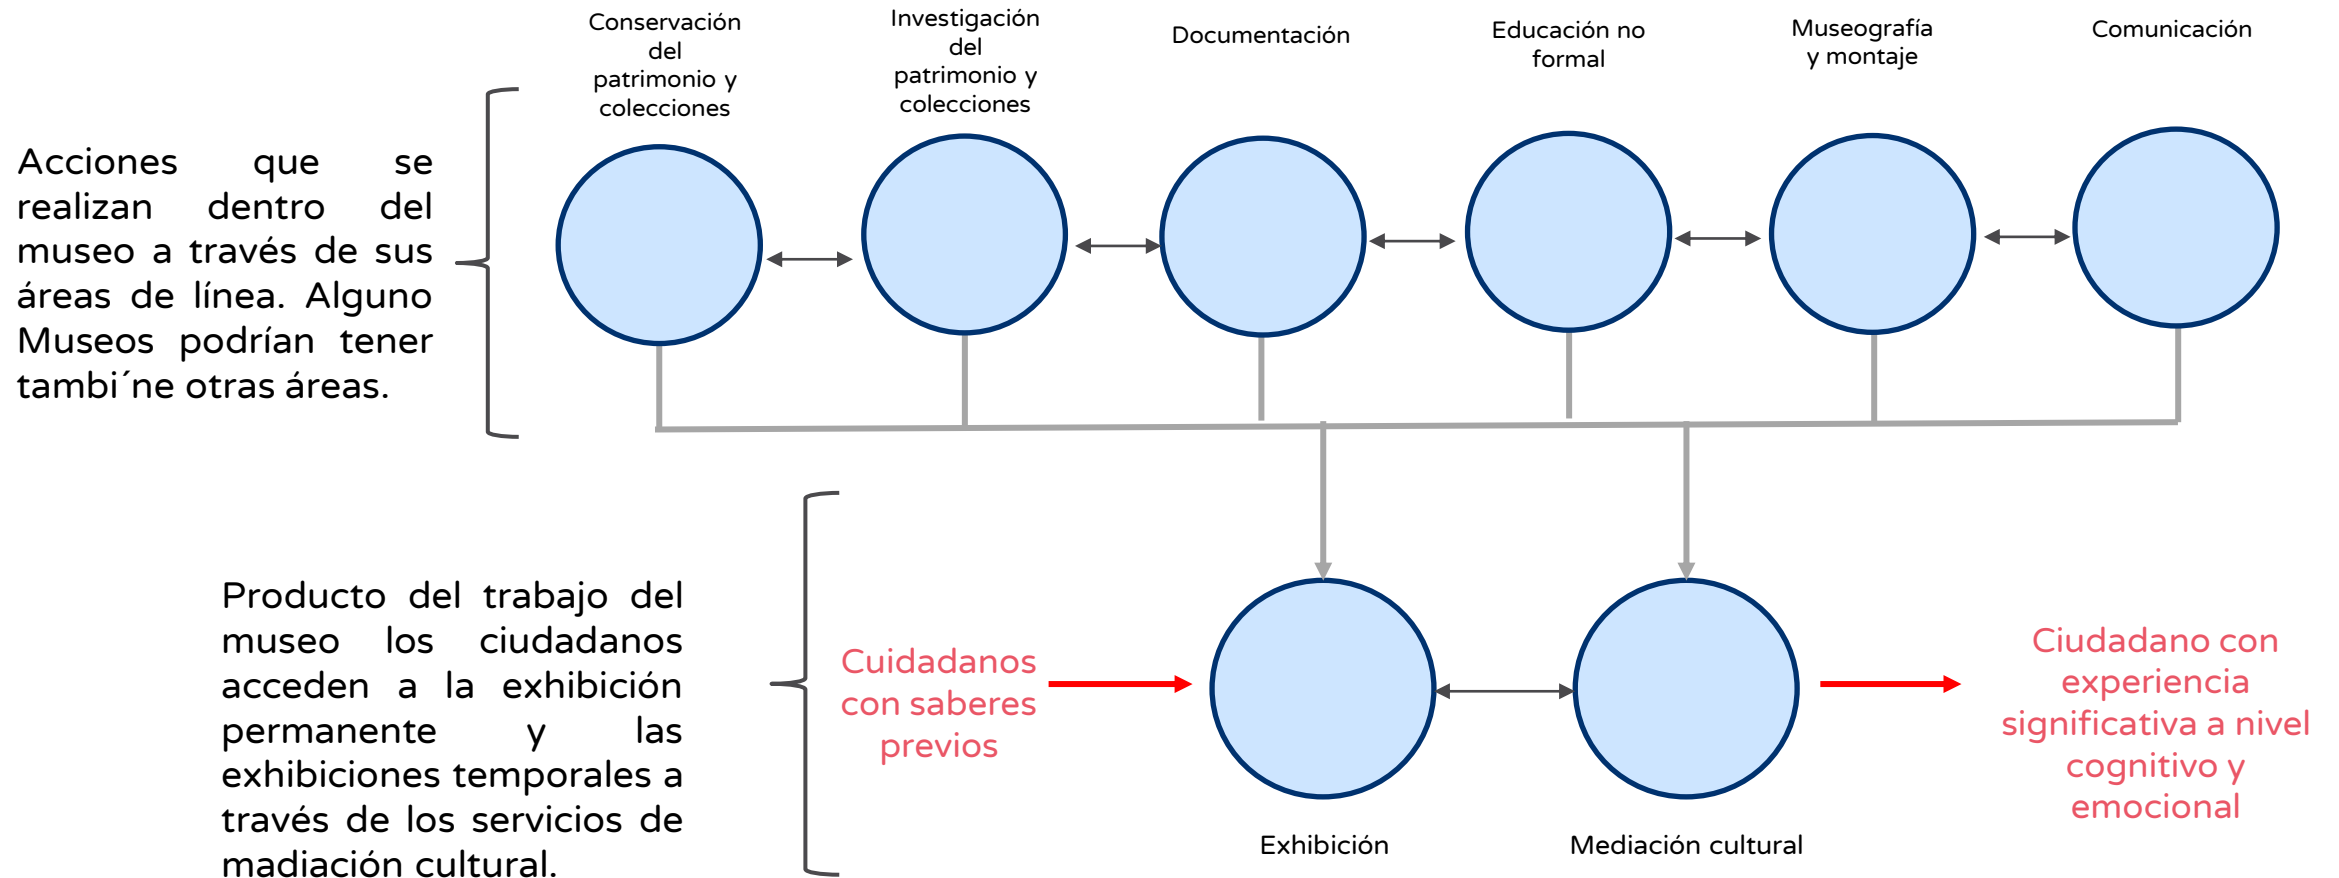 Conservación
del
patrimonio y
colecciones
Investigación
del
patrimonio y
colecciones
Documentación
Educación no
formal
Museografía
y montaje
Comunicación
Acciones que se
realizan dentro del
museo a través de sus
áreas de línea. Alguno
Museos podrían tener
tambi´ne otras áreas.
Producto del trabajo del
museo los ciudadanos
acceden a la exhibición
permanente y las
exhibiciones temporales a
través de los servicios de
madiación cultural.
Cuidadanos
con saberes
previos
Exhibición
Mediación cultural
Ciudadano con
experiencia
significativa a nivel
cognitivo y
emocional